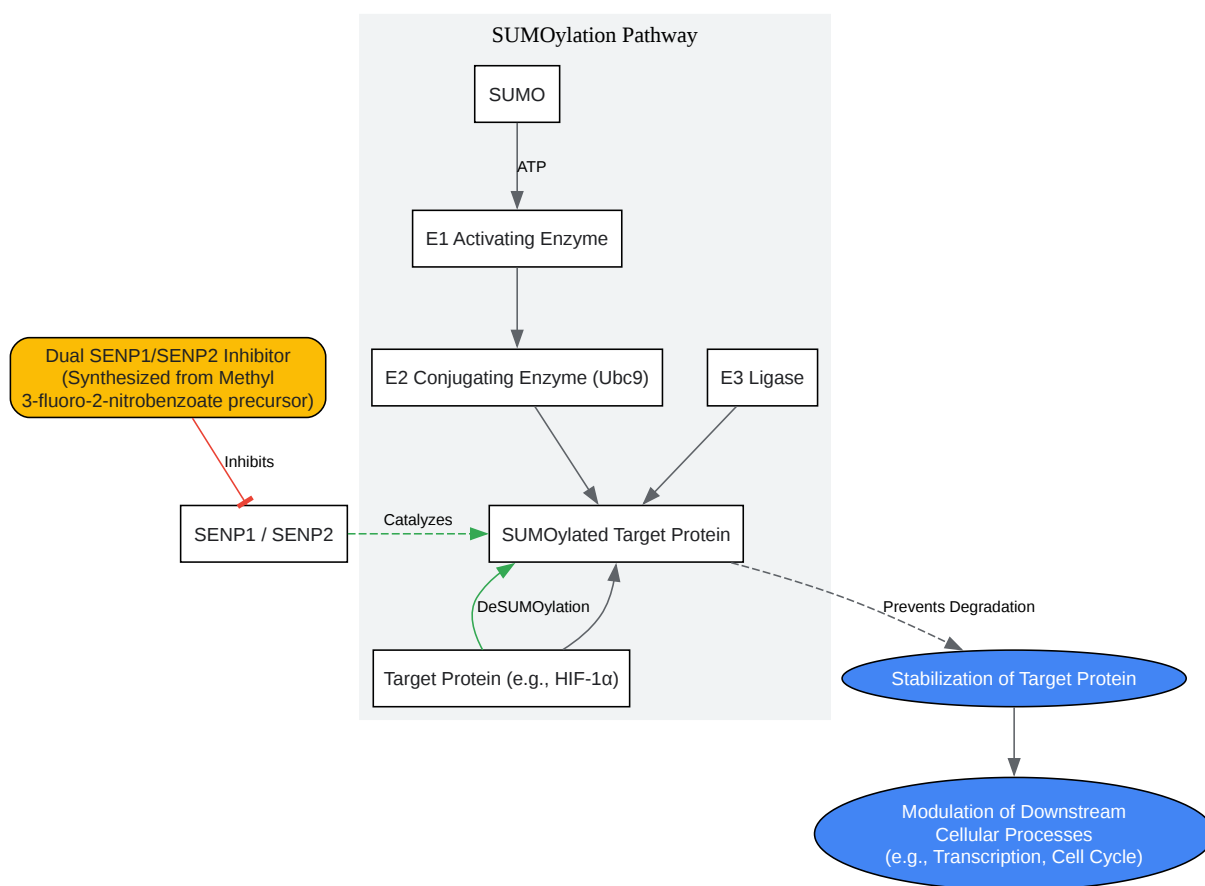 SUMOylation Pathway
SUMO
ATP
E1 Activating Enzyme
Dual SENP1/SENP2 Inhibitor
(Synthesized from Methyl
3-fluoro-2-nitrobenzoate precursor)
E2 Conjugating Enzyme (Ubc9)
E3 Ligase
Inhibits
SENP1 / SENP2
Catalyzes
SUMOylated Target Protein
DeSUMOylation
Prevents Degradation
Target Protein (e.g., HIF-1α)
Stabilization of Target Protein
Modulation of Downstream
Cellular Processes
(e.g., Transcription, Cell Cycle)